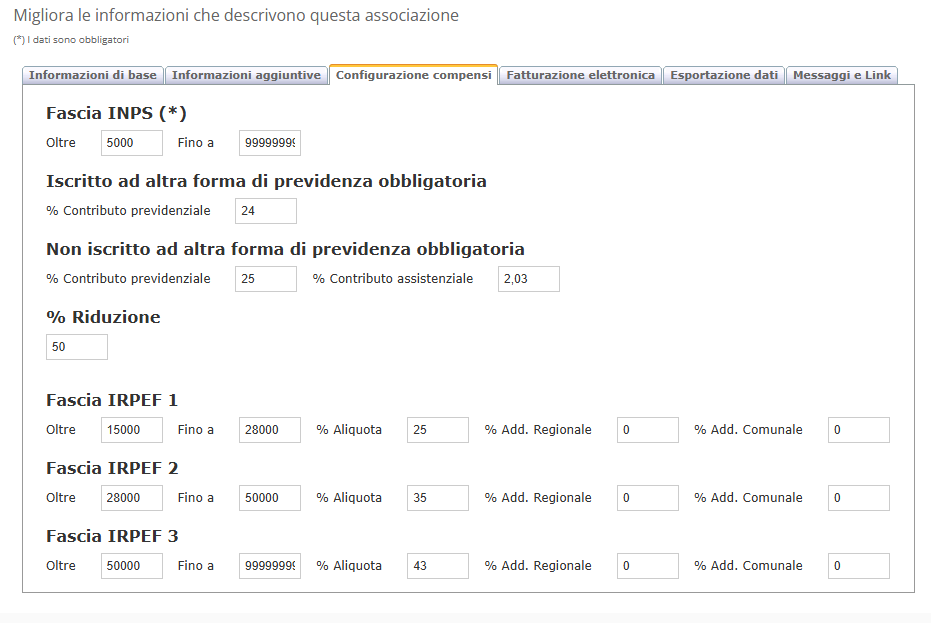 Migliora le informazioni che descrivono questa associazione
(*) I dati sono obbligatori
Informazioni di base Informazioni aggiuntive Configurazione compensi Fatturazione elettronica Esportazione dati Messaggi e Link
Fascia INPS (*)
Oltre 5000 Fino a 99999999
Iscritto ad altra forma di previdenza obbligatoria
% Contributo previdenziale 24
Non iscritto ad altra forma di previdenza obbligatoria
% Contributo previdenziale 25 % Contributo assistenziale 2,03
% Riduzione
50
Fascia IRPEF 1
Oltre 15000 Fino a 28000 % Aliquota 25 % Add. Regionale 0 % Add. Comunale 0
Fascia IRPEF 2
Oltre 28000 Fino a 50000 % Aliquota 35 % Add. Regionale 0 % Add. Comunale 0
Fascia IRPEF 3
Oltre 50000 Fino a 99999999 % Aliquota 43 % Add. Regionale 0 % Add. Comunale 0